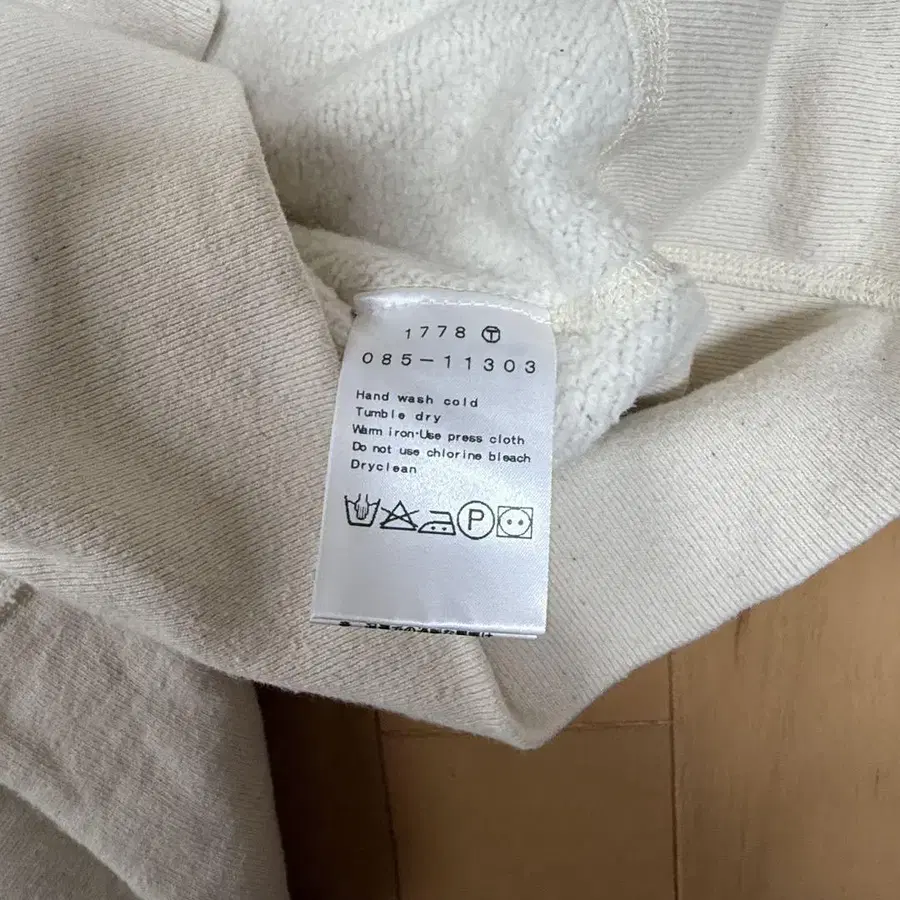 1778 Ⓣ
085-11303
Hand wash cold
Tumble dry
Warm iron·Use press cloth
Do not use chlorine bleach
Dryclean
P